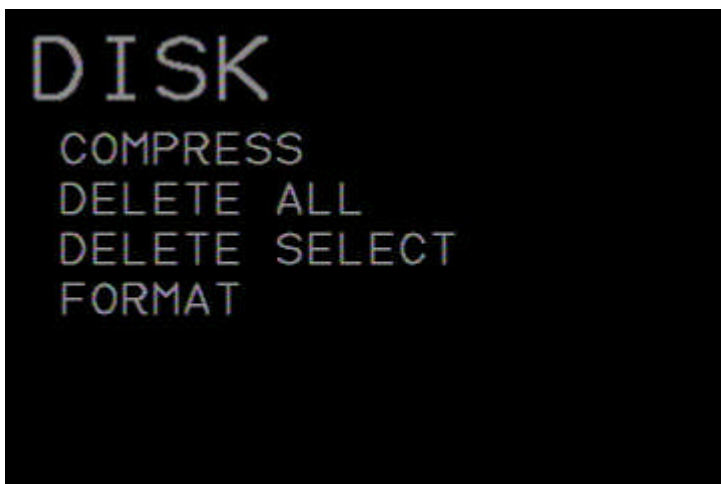 DISK
COMPRESS
DELETE ALL
DELETE SELECT
FORMAT